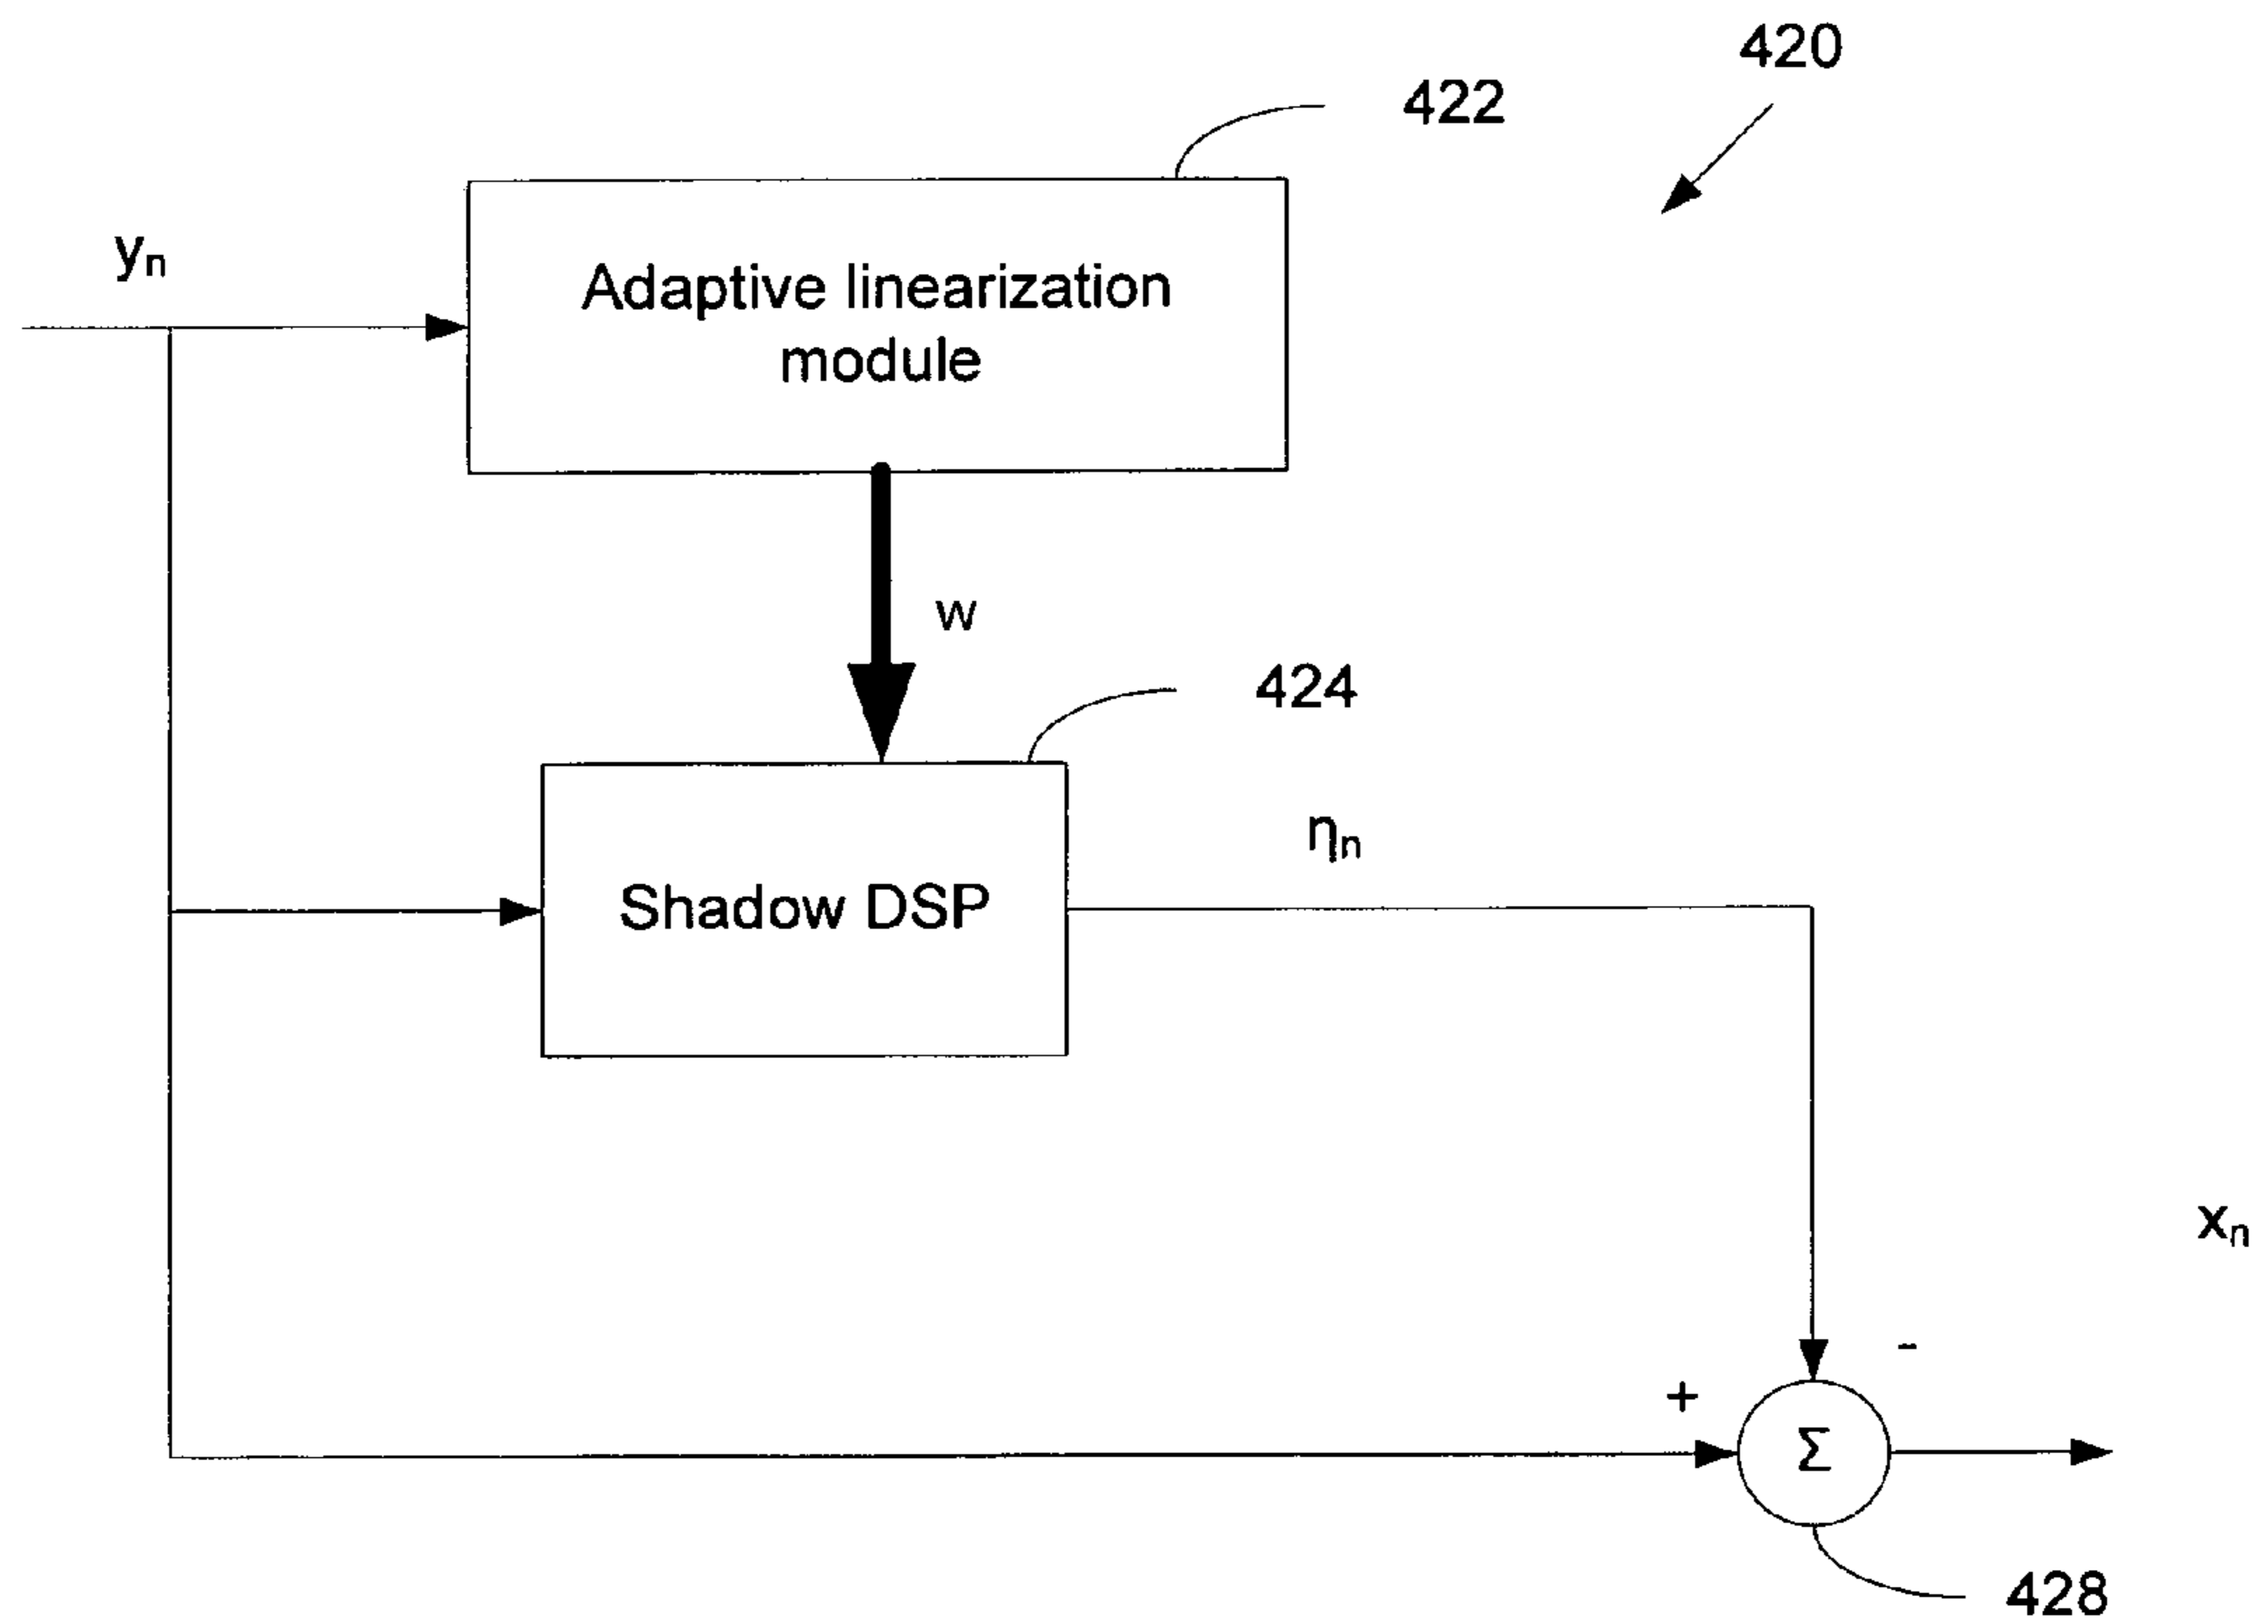 420
422
yn
Adaptive linearization
module
w
424
ηn
Shadow DSP
xn
-
+
Σ
428